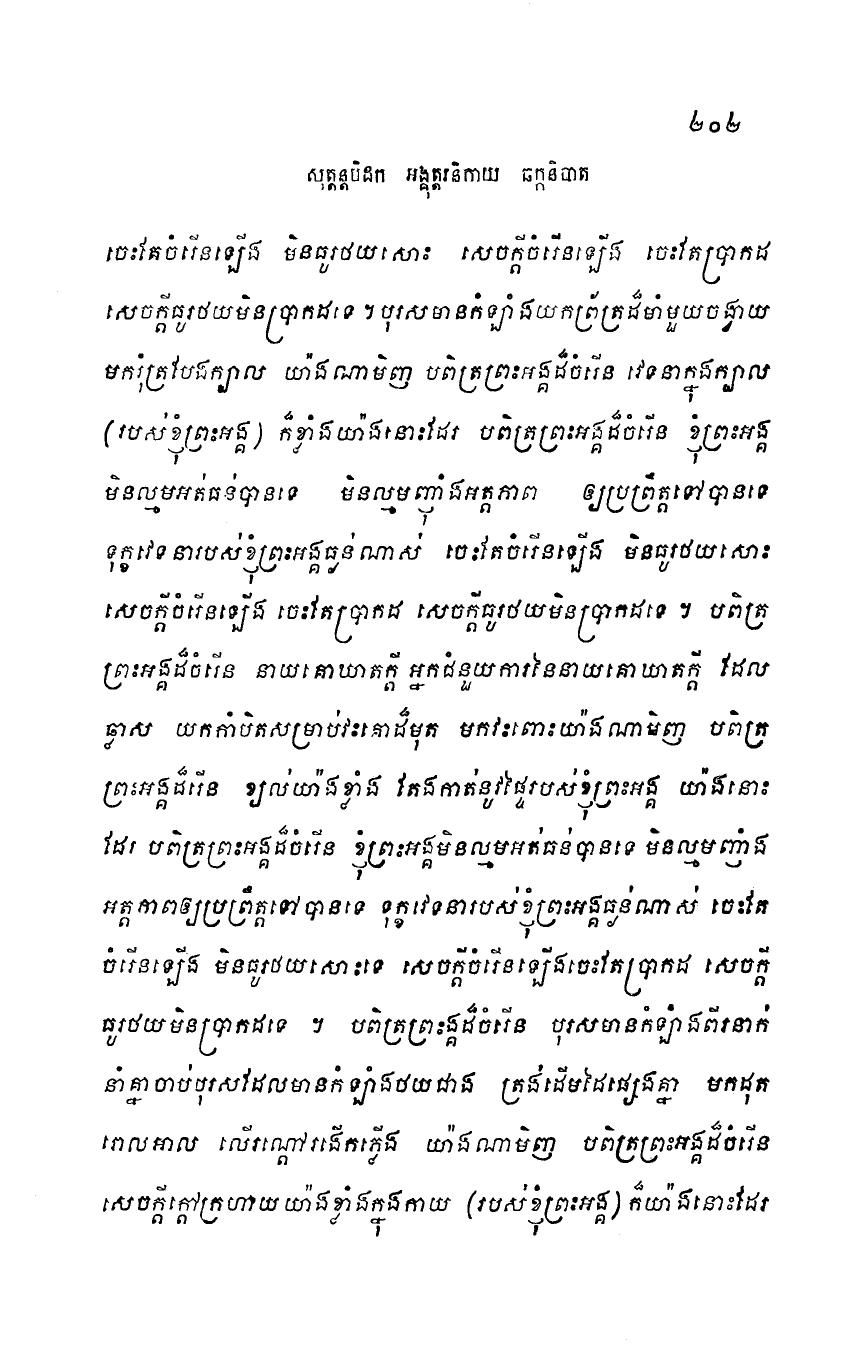 ២០២
សុត្តន្តបិដក អង្គុត្តរនិកាយ ឆក្កនិបាត
ចេះតែចំរើនឡើង មិនធូរថយសោះ សេចក្តីចំរើនឡើង ចេះតែប្រាកដ
សេចក្តីធូរថយមិនប្រាកដទេ ។ បុរសមានកំឡាំងយកព្រ័ត្រដ៏មាំមួយចង្វាយ
មករុំត្រវែបងក្បាល យ៉ាងណាមិញ បពិត្រព្រះអង្គដ៏ចំរើន វេទនាក្នុងក្បាល
(របស់ខ្ញុំព្រះអង្គ) ក៏ខ្លាំងយ៉ាងនោះដែរ បពិត្រព្រះអង្គដ៏ចំរើន ខ្ញុំព្រះអង្គ
មិនល្មមអត់ធន់បានទេ មិនល្មមញុំាងអត្តភាព ឲ្យប្រព្រឹត្តទៅបានទេ
ទុក្ខវេទនារបស់ខ្ញុំព្រះអង្គធ្ងន់ណាស់ ចេះតែចំរើនឡើង មិនធូរថយសោះ
សេចក្តីចំរើនឡើង ចេះតែប្រាកដ សេចក្តីធូរថយមិនប្រាកដទេ ។ បពិត្រ
ព្រះអង្គដ៏ចំរើន នាយគោឃាតក្តី អ្នកជំនួយការនៃនាយគោឃាតក្តី ដែល
ឆ្លាស យកកាំបិតសម្រាប់វះគោដ៏មុត មកវះពោះយ៉ាងណាមិញ បពិត្រ
ព្រះអង្គដ៏រើន ខ្យល់យ៉ាងខ្លាំង តែងកាត់នូវផ្ទៃរបស់ខ្ញុំព្រះអង្គ យ៉ាងនោះ
ដែរ បពិត្រព្រះអង្គដ៏ចំរើន ខ្ញុំព្រះអង្គមិនល្មមអត់ធន់បានទេ មិនល្មមញុំាង
អត្តភាពឲ្យប្រព្រឹត្តទៅបានទេ ទុក្ខវេទនារបស់ខ្ញុំព្រះអង្គធ្ងន់ណាស់ ចេះតែ
ចំរើនឡើង មិនធូរថយសោះទេ សេចក្តីចំរើនឡើងចេះតែប្រាកដ សេចក្តី
ធូរថយមិនប្រាកដទេ ។ បពិត្រព្រះង្គដ៏ចំរើន បុរសមានកំឡាំងពីរនាក់
នាំគ្នាចាប់បុរសដែលមានកំឡាំងថយជាង ត្រង់ដើមដៃផ្សេងគ្នា មកដុត
ពេលអាល លើរណ្តៅរងើកភ្លើង យ៉ាងណាមិញ បពិត្រព្រះអង្គដ៏ចំរើន
សេចក្តីក្តៅក្រហាយយ៉ាងខ្លាំងក្នុងកាយ (របស់ខ្ញុំព្រះអង្គ) ក៏យ៉ាងនោះដែរ